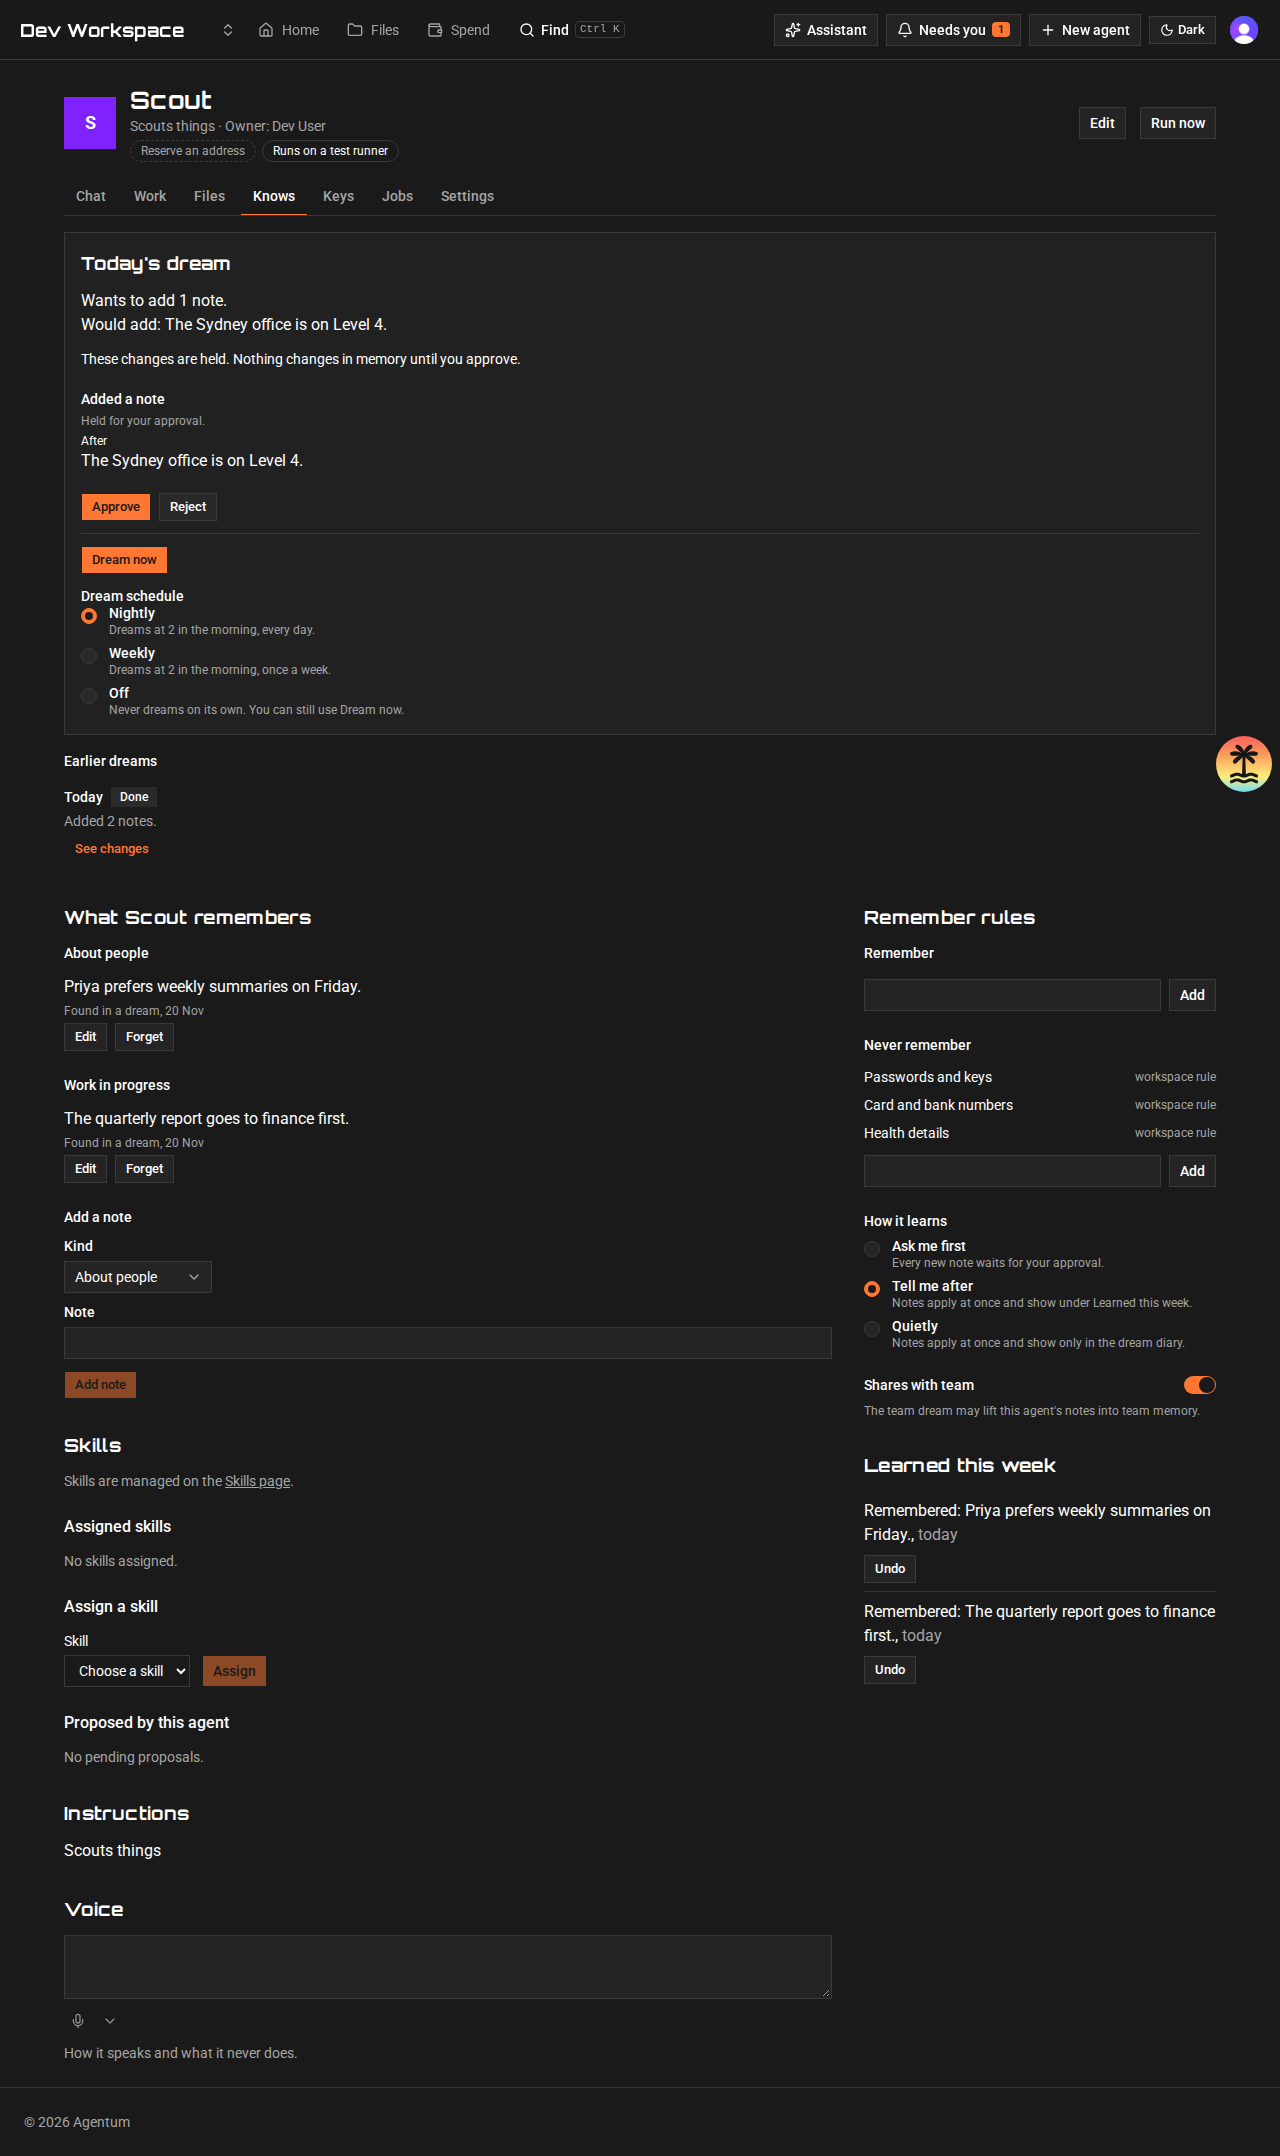 Dev Workspace
Home
Files
Spend
Find Ctrl K
Assistant
Needs you 1
New agent
Dark
S
Scout
Scouts things · Owner: Dev User
Reserve an address
Runs on a test runner
Edit
Run now
Chat
Work
Files
Knows
Keys
Jobs
Settings
Today's dream
Wants to add 1 note.
Would add: The Sydney office is on Level 4.
These changes are held. Nothing changes in memory until you approve.
Added a note
Held for your approval.
After
The Sydney office is on Level 4.
Approve
Reject
Dream now
Dream schedule
Nightly
Dreams at 2 in the morning, every day.
Weekly
Dreams at 2 in the morning, once a week.
Off
Never dreams on its own. You can still use Dream now.
Earlier dreams
Today Done
Added 2 notes.
See changes
What Scout remembers
About people
Priya prefers weekly summaries on Friday.
Found in a dream, 20 Nov
Edit
Forget
Work in progress
The quarterly report goes to finance first.
Found in a dream, 20 Nov
Edit
Forget
Add a note
Kind
About people
Note
Add note
Skills
Skills are managed on the Skills page.
Assigned skills
No skills assigned.
Assign a skill
Skill
Choose a skill
Assign
Proposed by this agent
No pending proposals.
Instructions
Scouts things
Voice
How it speaks and what it never does.
Remember rules
Remember
Add
Never remember
Passwords and keys workspace rule
Card and bank numbers workspace rule
Health details workspace rule
Add
How it learns
Ask me first
Every new note waits for your approval.
Tell me after
Notes apply at once and show under Learned this week.
Quietly
Notes apply at once and show only in the dream diary.
Shares with team
The team dream may lift this agent's notes into team memory.
Learned this week
Remembered: Priya prefers weekly summaries on
Friday., today
Undo
Remembered: The quarterly report goes to finance
first., today
Undo
© 2026 Agentum